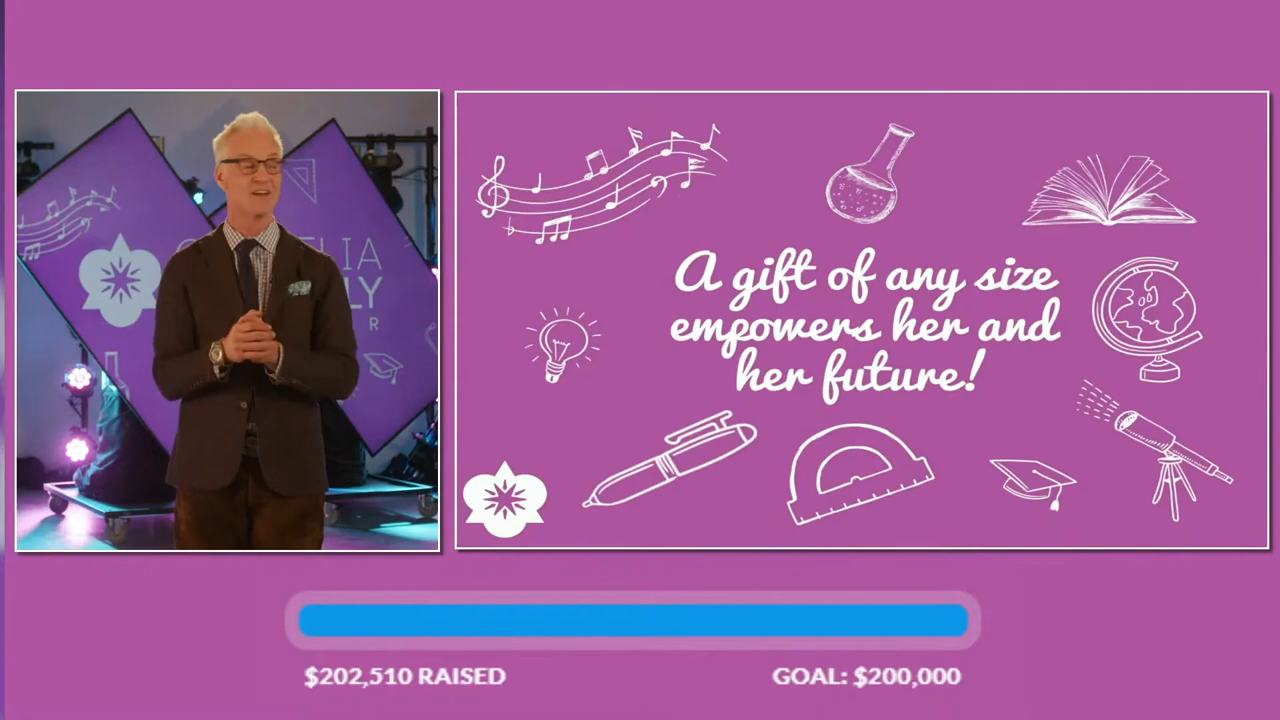 A gift of any size
empowers her and
her future!
$202,510 RAISED
GOAL: $200,000